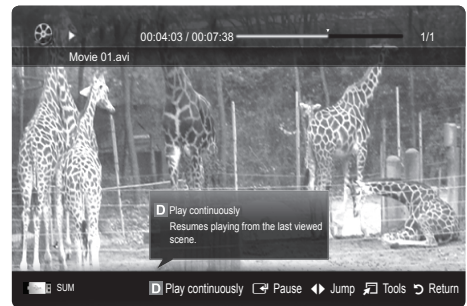 00:04:03 / 00:07:38 1/1
Movie 01.avi
D Play continuously
Resumes playing from the last viewed
scene.
SUM D Play continuously Pause Jump Tools Return